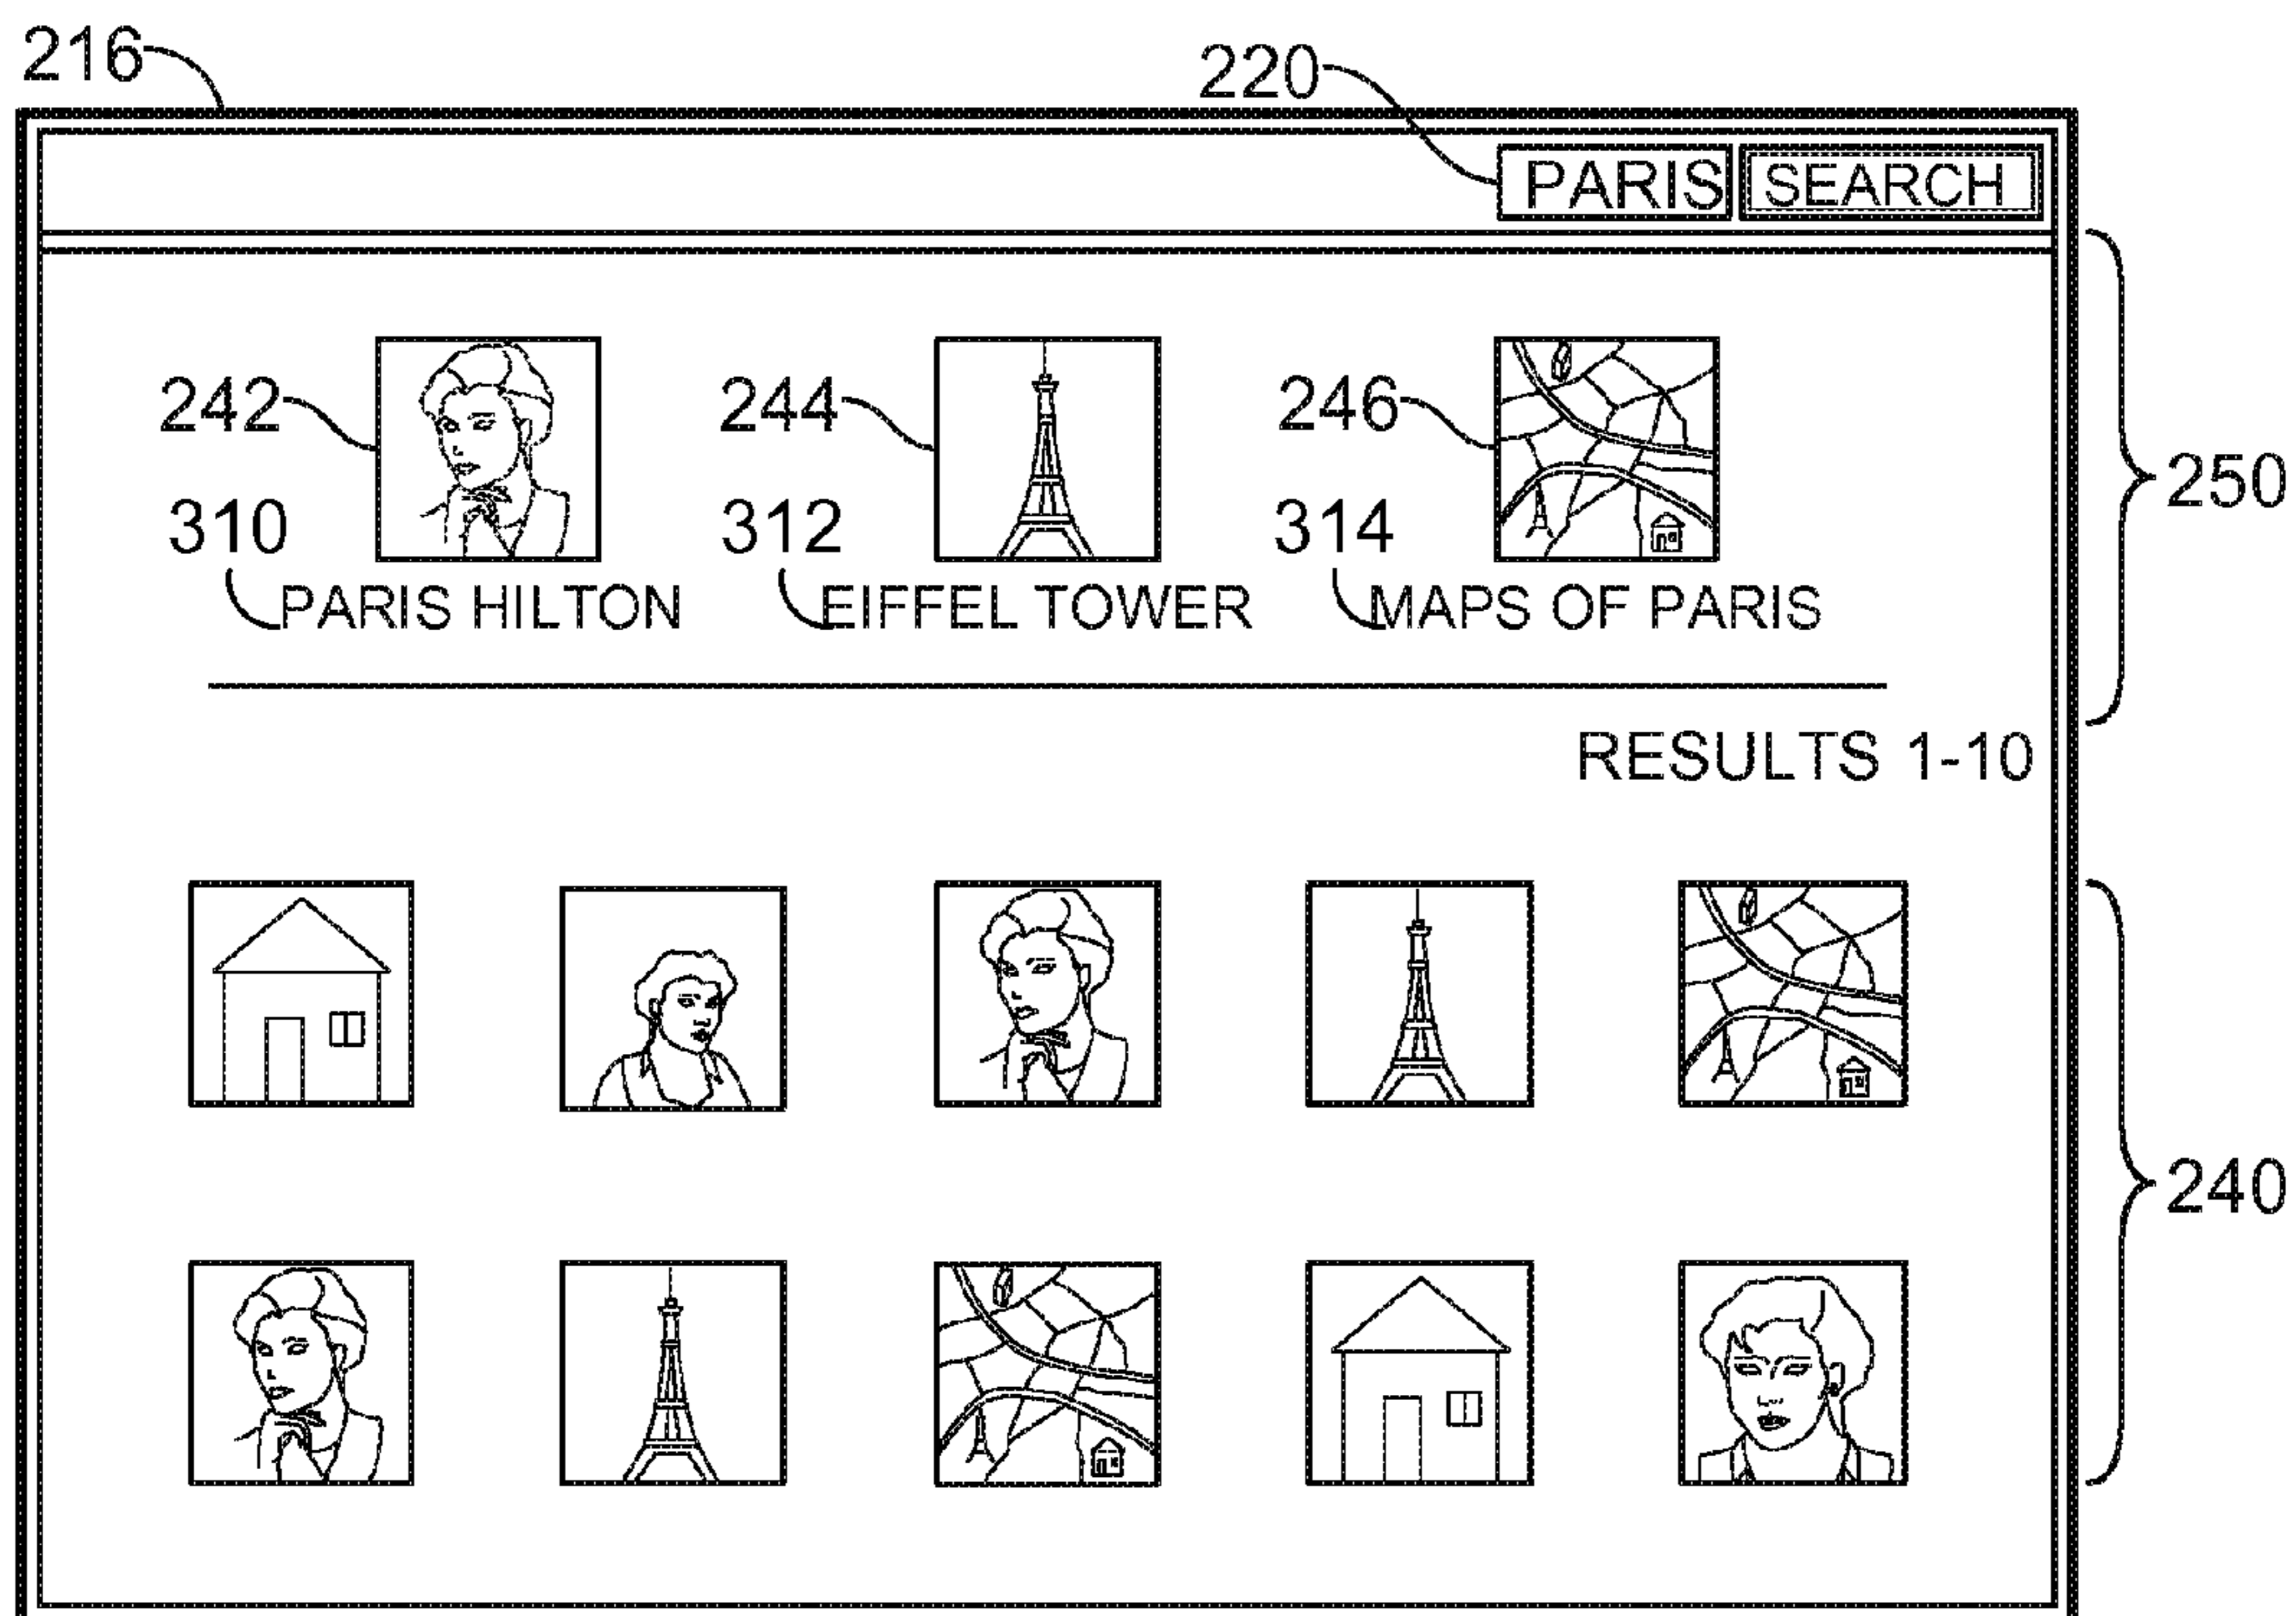 216
220
PARIS SEARCH
242 244 246
250
310 312 314
PARIS HILTON EIFFEL TOWER MAPS OF PARIS
RESULTS 1-10
240